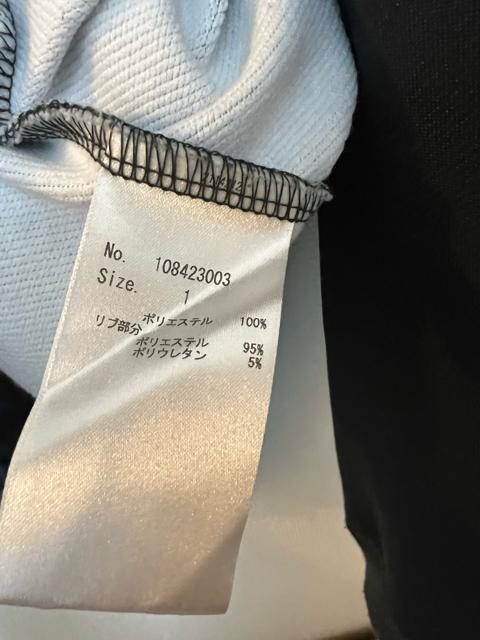 No. 108423003
Size. 1
ポリエステル 100%
リブ部分
ポリエステル 95%
ポリウレタン 5%